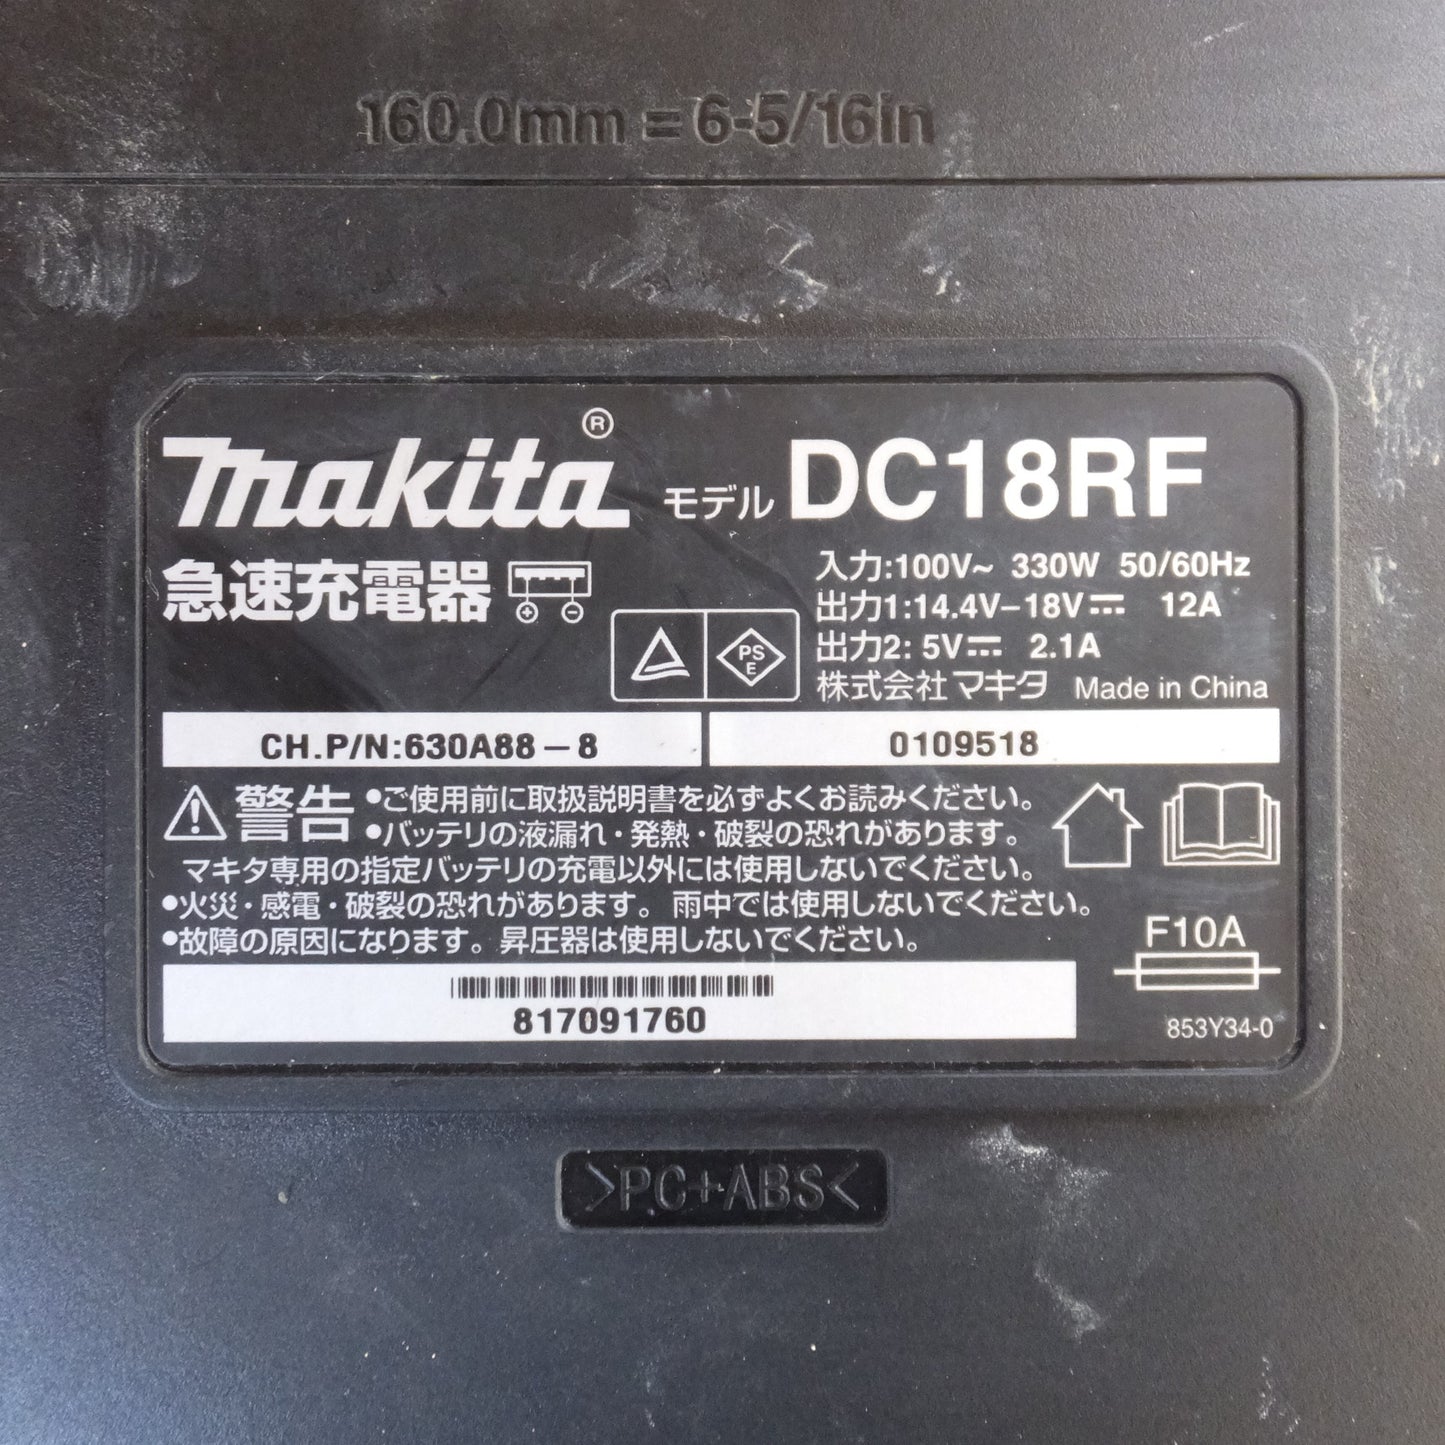 160.0mm = 6-5/16in
makita®
モデル DC18RF
急速充電器
入力:100V~ 330W 50/60Hz
出力1:14.4V–18V⎓ 12A
出力2: 5V⎓ 2.1A
PS
E
株式会社マキタ Made in China
CH.P/N:630A88–8
0109518
警告 •ご使用前に取扱説明書を必ずよくお読みください。
•バッテリの液漏れ・発熱・破裂の恐れがあります。
マキタ専用の指定バッテリの充電以外には使用しないでください。
•火災・感電・破裂の恐れがあります。雨中では使用しないでください。
•故障の原因になります。昇圧器は使用しないでください。
F10A
817091760
853Y34-0
>PC+ABS<